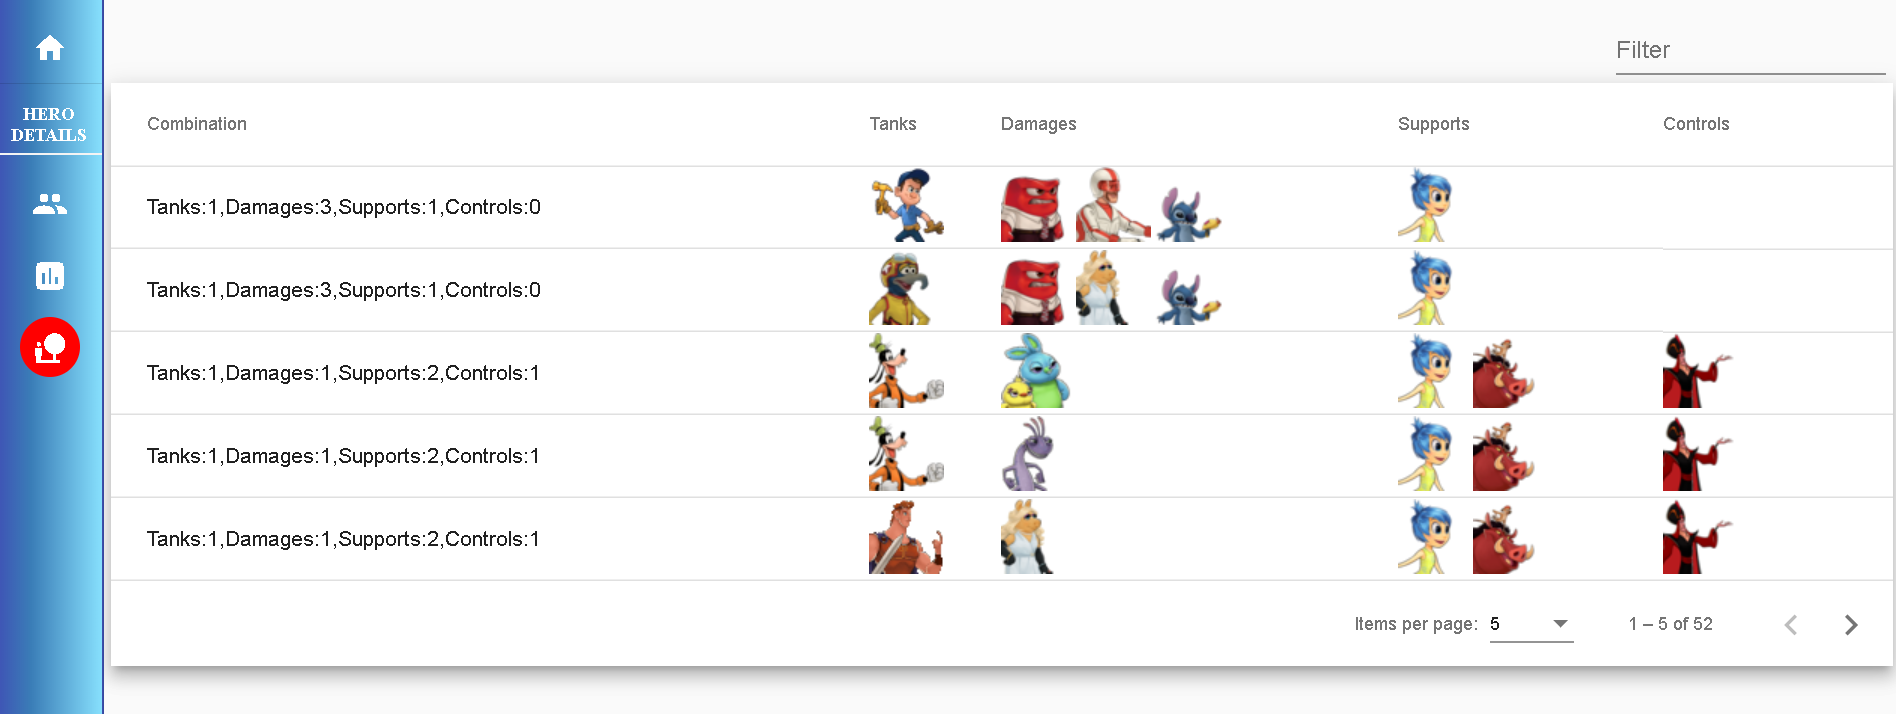 Filter
HERO
DETAILS
Combination Tanks Damages Supports Controls
Tanks:1,Damages:3,Supports:1,Controls:0
Tanks:1,Damages:3,Supports:1,Controls:0
Tanks:1,Damages:1,Supports:2,Controls:1
Tanks:1,Damages:1,Supports:2,Controls:1
Tanks:1,Damages:1,Supports:2,Controls:1
Items per page: 5 1 – 5 of 52